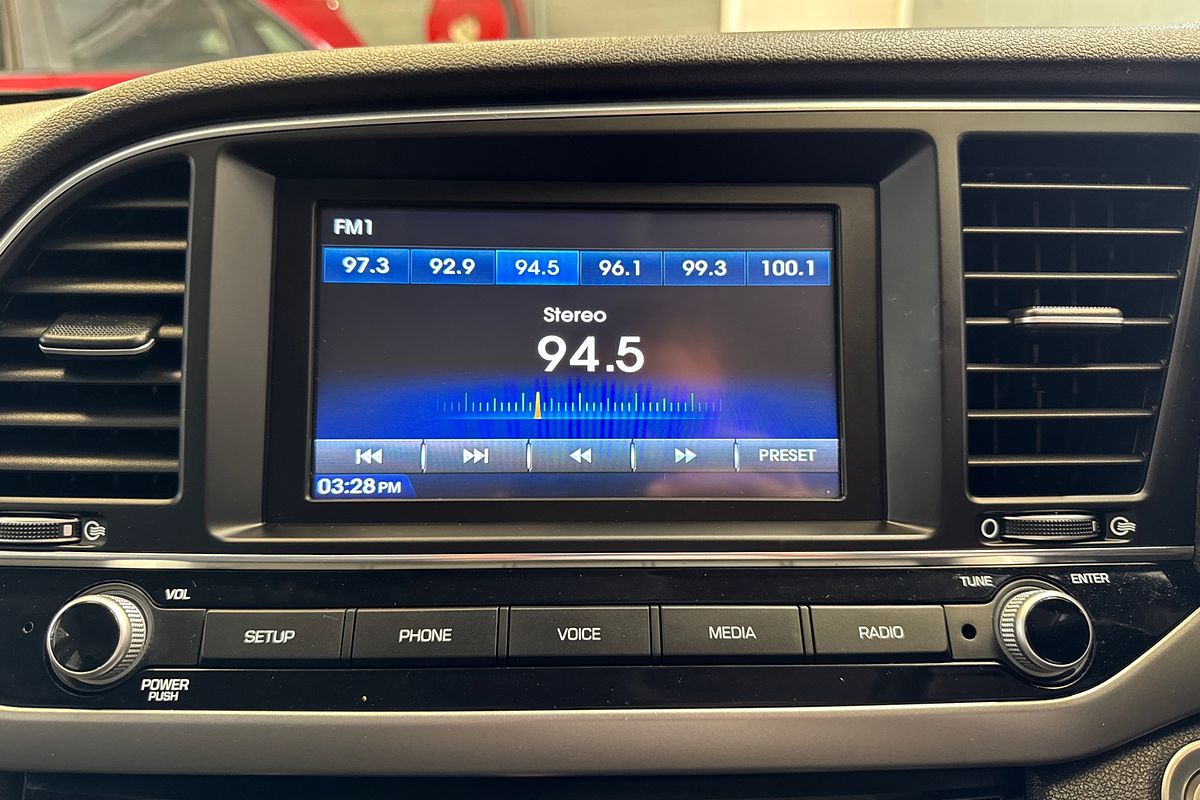 FM1
97.3 92.9 94.5 96.1 99.3 100.1
Stereo
94.5
PRESET
03:28 PM
VOL TUNE ENTER
SETUP PHONE VOICE MEDIA RADIO
POWER
PUSH